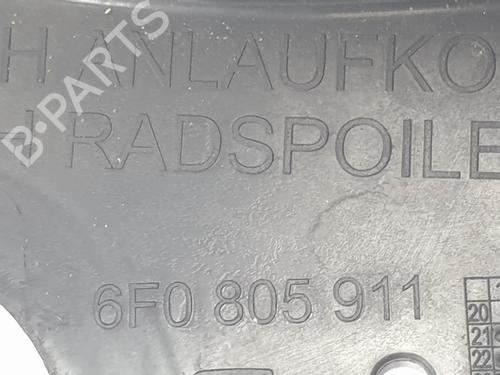 H ANLAUFKO
H RADSPOILE
6F0 805 911
B-PARTS
20
21
22